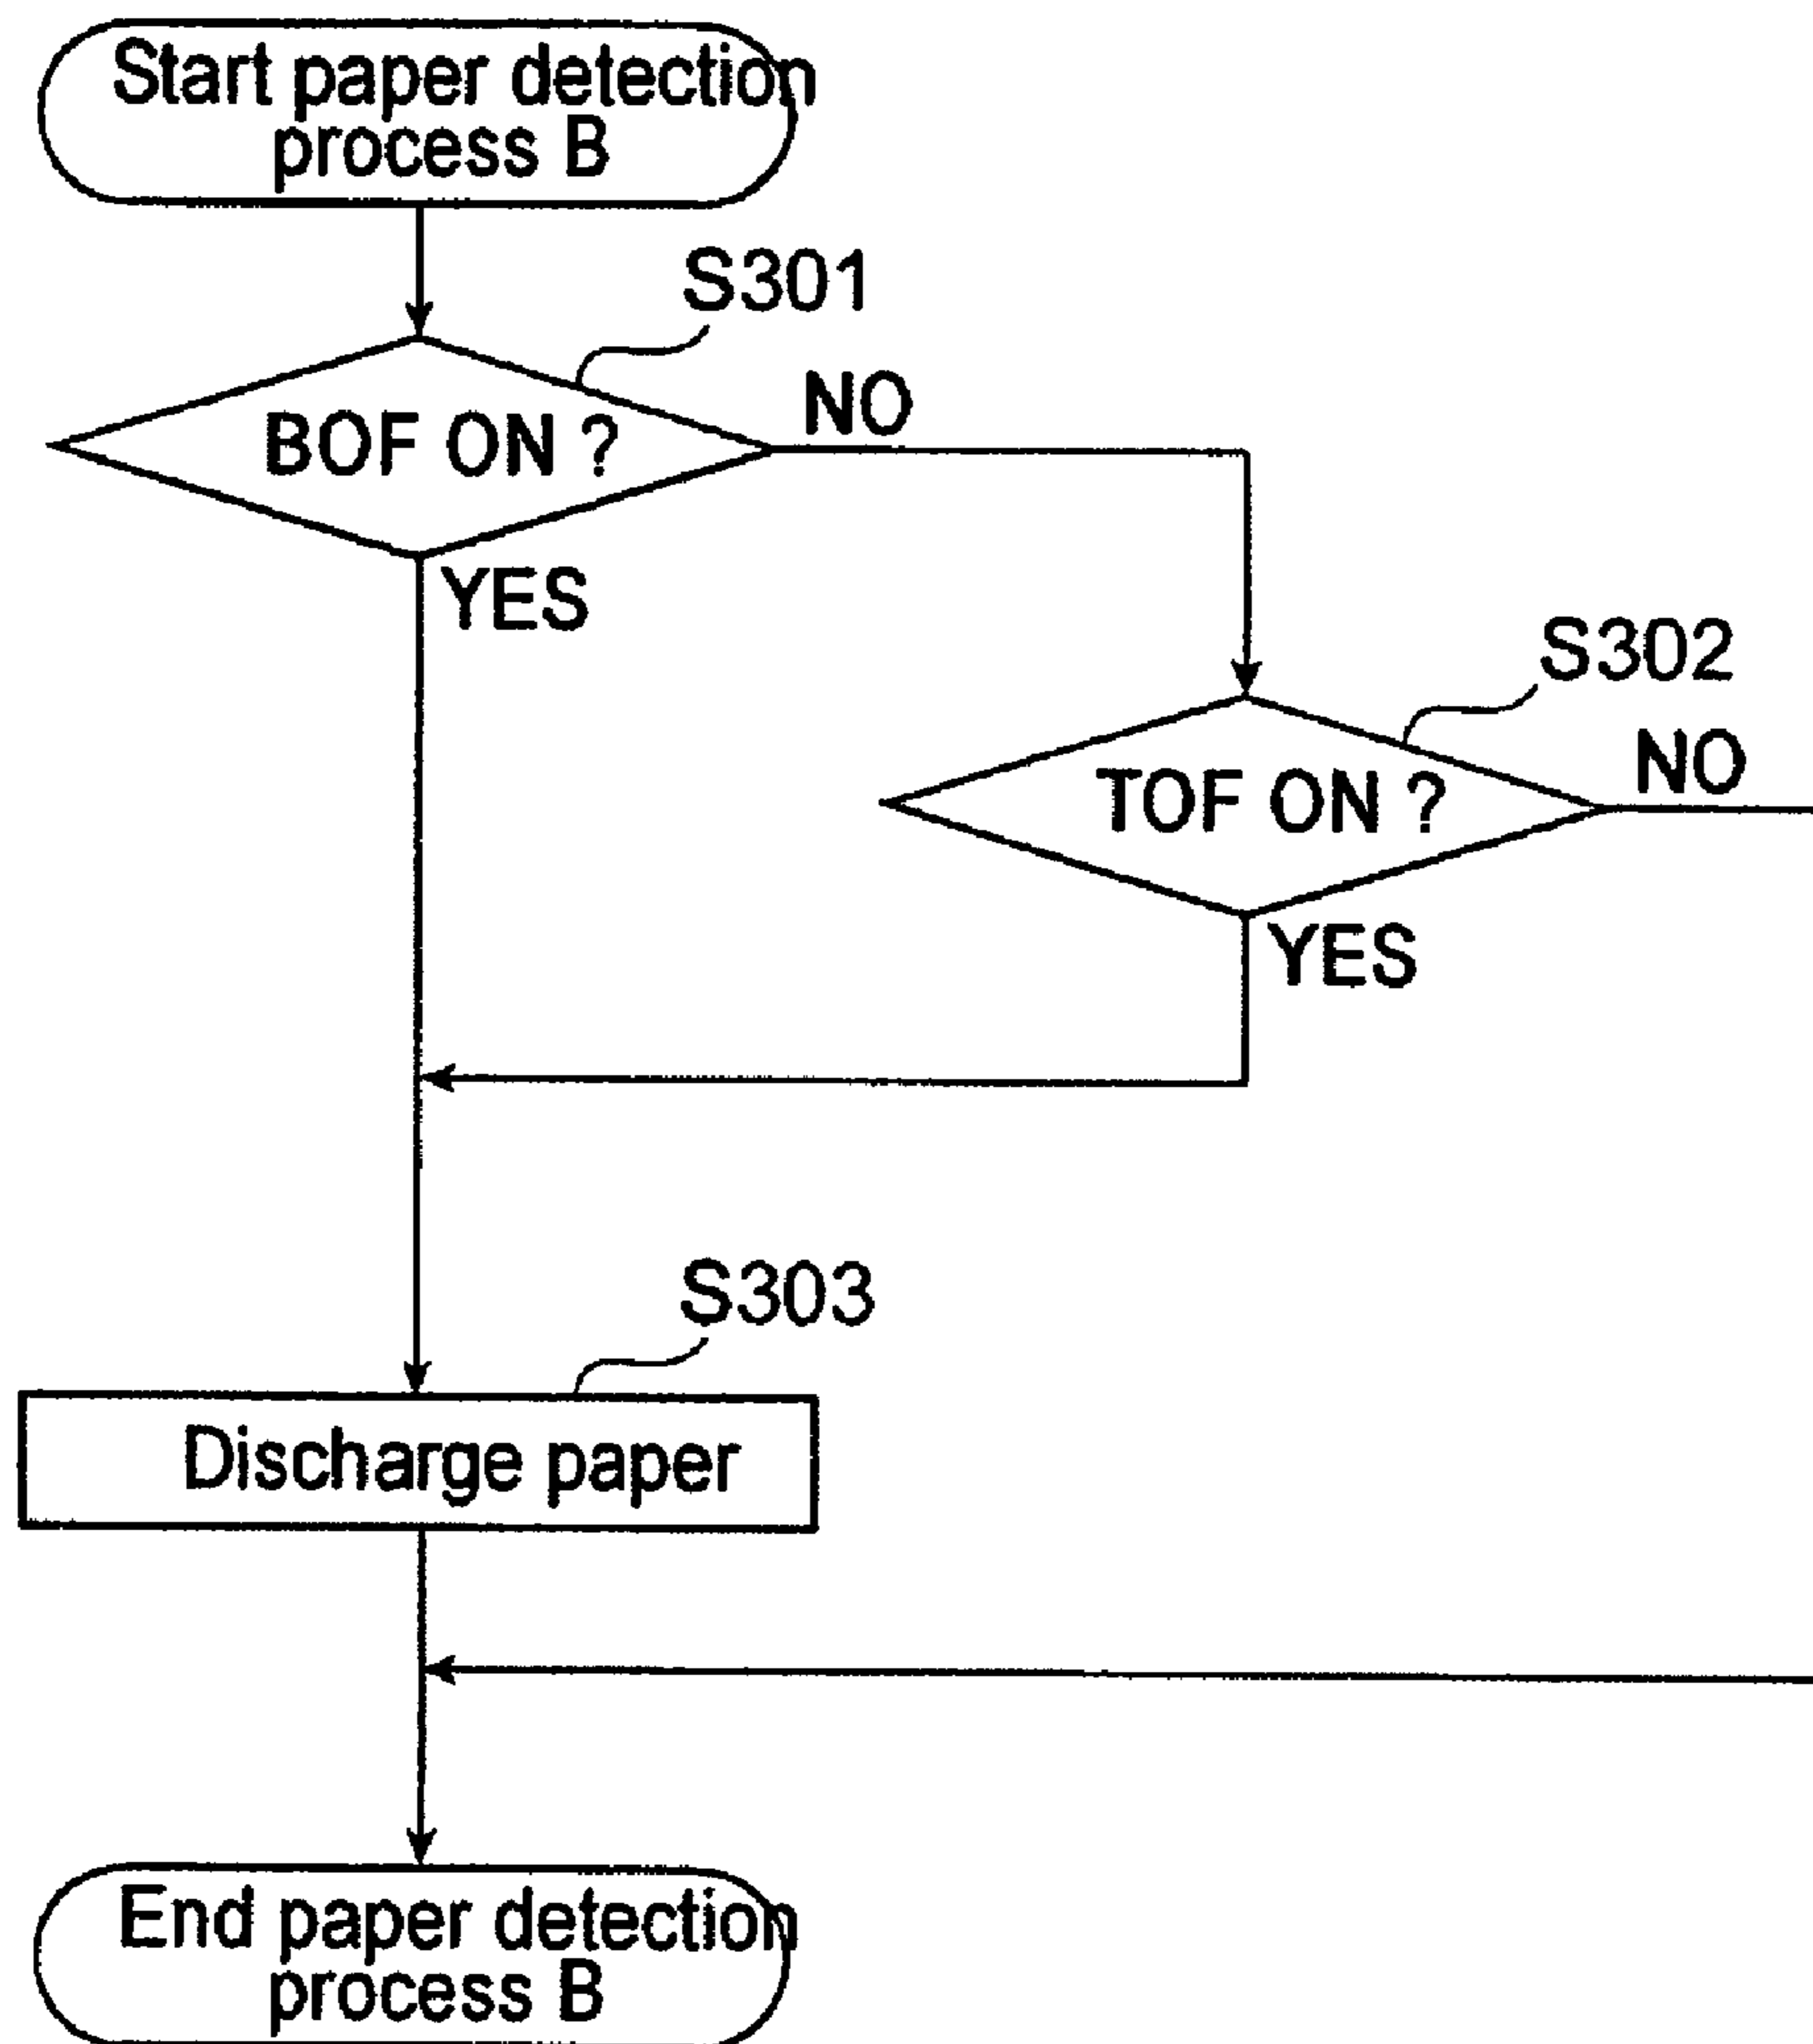 Start paper detection
process B
S301
BOF ON ?
NO
YES
S302
TOF ON ?
NO
YES
S303
Discharge paper
End paper detection
process B